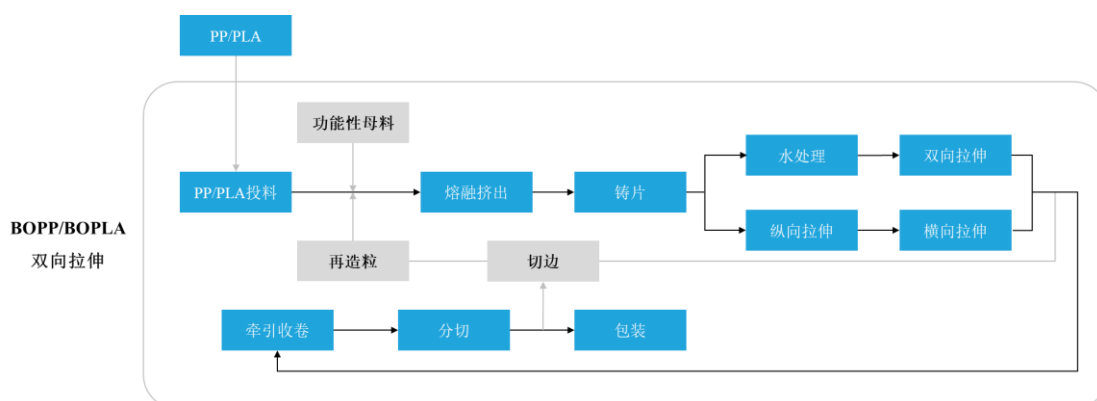 PP/PLA
功能性母料
水处理
双向拉伸
PP/PLA投料
熔融挤出
铸片
BOPP/BOPLA
双向拉伸
纵向拉伸
横向拉伸
再造粒
切边
牵引收卷
分切
包装